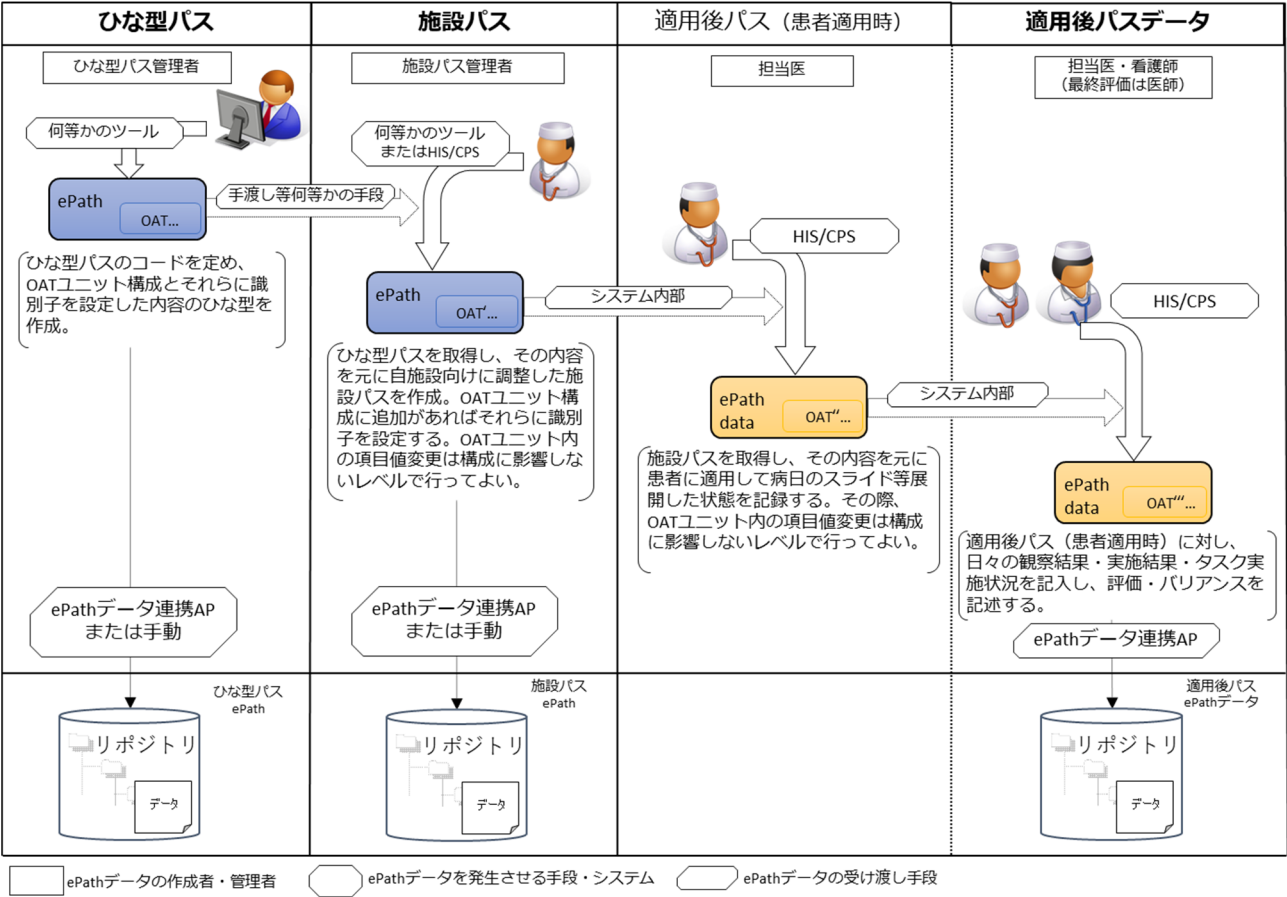 ひな型パス
施設パス
適用後パス（患者適用時）
適用後パスデータ
ひな型パス管理者
何等かのツール
ePath
OAT...
手渡し等何等かの手段
ひな型パスのコードを定め、
OATユニット構成とそれらに識
別子を設定した内容のひな型を
作成。
ePathデータ連携AP
または手動
施設パス管理者
何等かのツール
またはHIS/CPS
ePath
OAT'...
システム内部
ひな型パスを取得し、その内容
を元に自施設向けに調整した施
設パスを作成。OATユニット構
成に追加があればそれらに識別
子を設定する。OATユニット内
の項目値変更は構成に影響しな
いレベルで行ってよい。
ePathデータ連携AP
または手動
担当医
HIS/CPS
ePath
data
OAT“...
システム内部
施設パスを取得し、その内容を元に
患者に適用して病日のスライド等展
開した状態を記録する。その際、
OATユニット内の項目値変更は構成
に影響しないレベルで行ってよい。
担当医・看護師
（最終評価は医師）
HIS/CPS
ePath
data
OAT“‘...
適用後パス（患者適用時）に対し、
日々の観察結果・実施結果・タスク実
施状況を記入し、評価・バリアンスを
記述する。
ePathデータ連携AP
ひな型パス
ePath
リポジトリ
データ
施設パス
ePath
リポジトリ
データ
適用後パス
ePathデータ
リポジトリ
データ
ePathデータの作成者・管理者
ePathデータを発生させる手段・システム
ePathデータの受け渡し手段